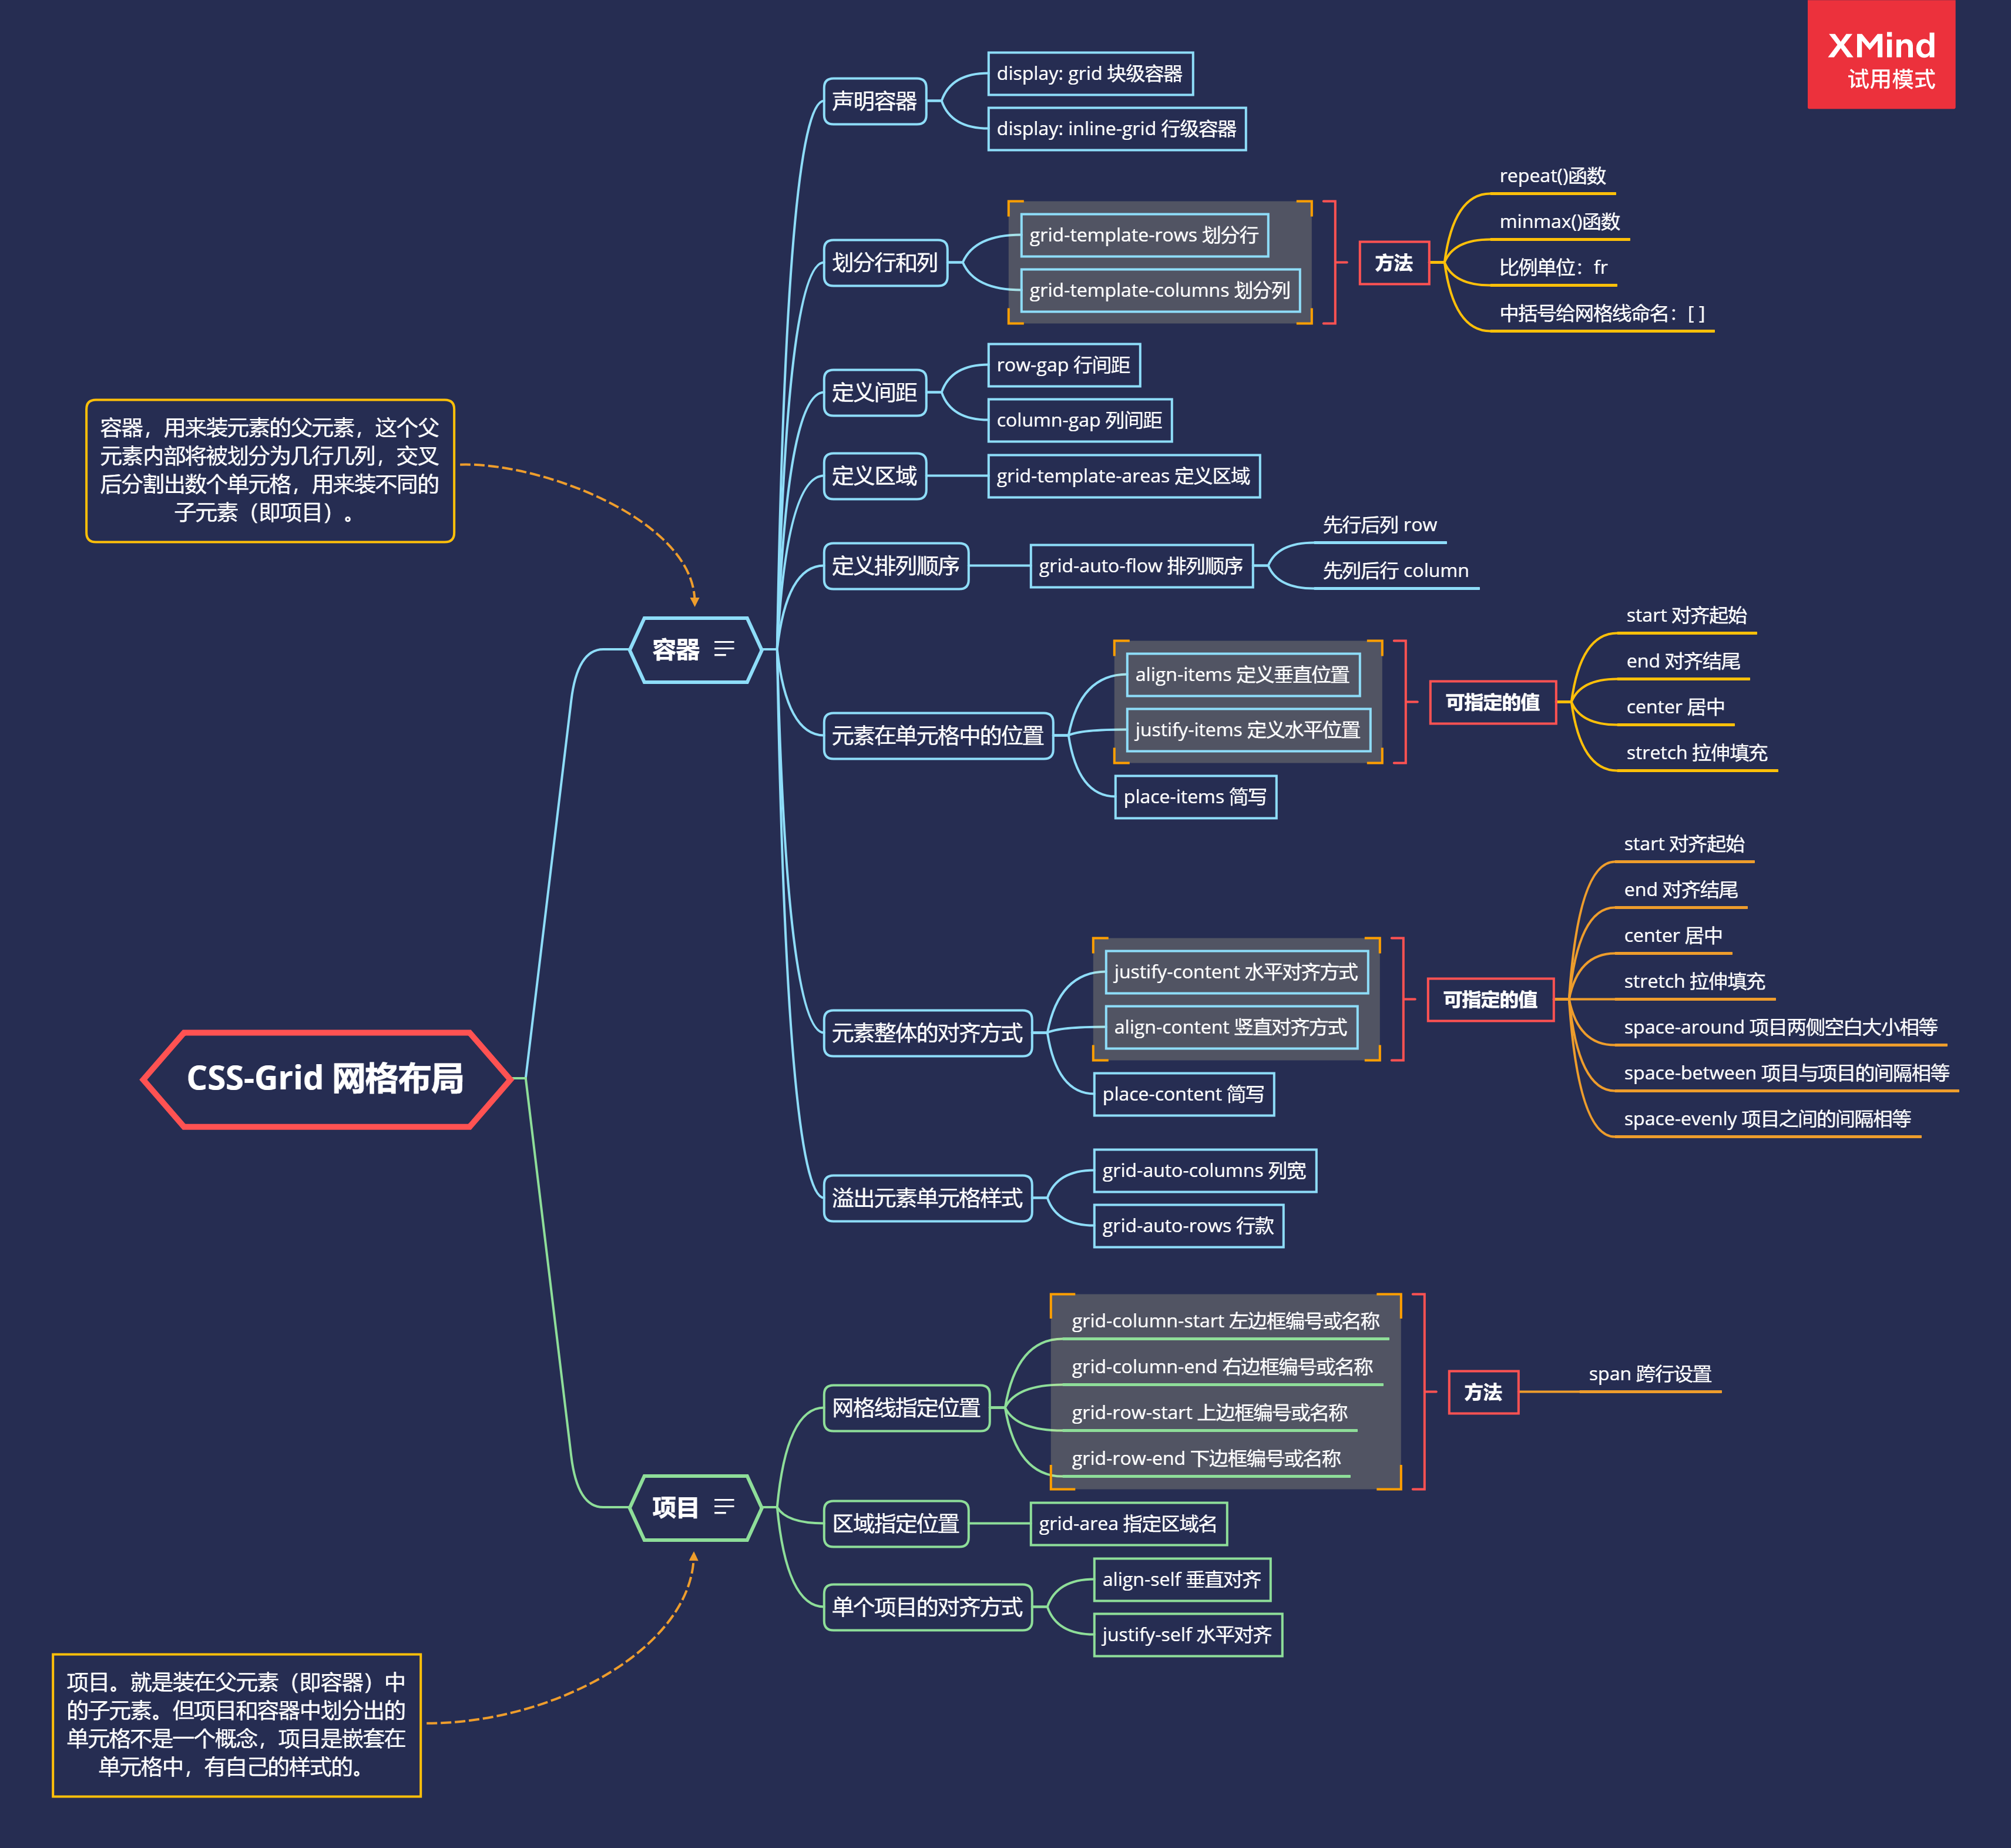 XMind
试用模式
声明容器
display: grid 块级容器
display: inline-grid 行级容器
划分行和列
grid-template-rows 划分行
grid-template-columns 划分列
方法
repeat()函数
minmax()函数
比例单位：fr
中括号给网格线命名：[ ]
定义间距
row-gap 行间距
column-gap 列间距
定义区域
grid-template-areas 定义区域
定义排列顺序
grid-auto-flow 排列顺序
先行后列 row
先列后行 column
容器，用来装元素的父元素，这个父
元素内部将被划分为几行几列，交叉
后分割出数个单元格，用来装不同的
子元素（即项目）。
容器
元素在单元格中的位置
align-items 定义垂直位置
justify-items 定义水平位置
place-items 简写
可指定的值
start 对齐起始
end 对齐结尾
center 居中
stretch 拉伸填充
元素整体的对齐方式
justify-content 水平对齐方式
align-content 竖直对齐方式
place-content 简写
可指定的值
start 对齐起始
end 对齐结尾
center 居中
stretch 拉伸填充
space-around 项目两侧空白大小相等
space-between 项目与项目的间隔相等
space-evenly 项目之间的间隔相等
溢出元素单元格样式
grid-auto-columns 列宽
grid-auto-rows 行款
CSS-Grid 网格布局
项目
网格线指定位置
grid-column-start 左边框编号或名称
grid-column-end 右边框编号或名称
grid-row-start 上边框编号或名称
grid-row-end 下边框编号或名称
方法
span 跨行设置
区域指定位置
grid-area 指定区域名
单个项目的对齐方式
align-self 垂直对齐
justify-self 水平对齐
项目。就是装在父元素（即容器）中
的子元素。但项目和容器中划分出的
单元格不是一个概念，项目是嵌套在
单元格中，有自己的样式的。